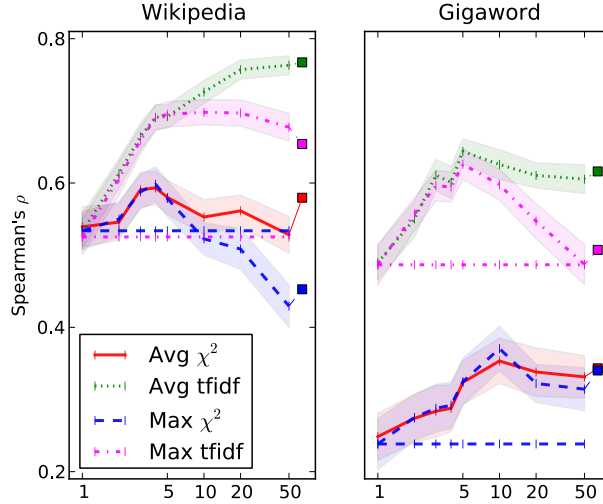 Wikipedia
Gigaword
Spearman's ρ
0.8
0.6
0.4
0.2
Avg χ²
Avg tfidf
Max χ²
Max tfidf
1 5 10 20 50
1 5 10 20 50